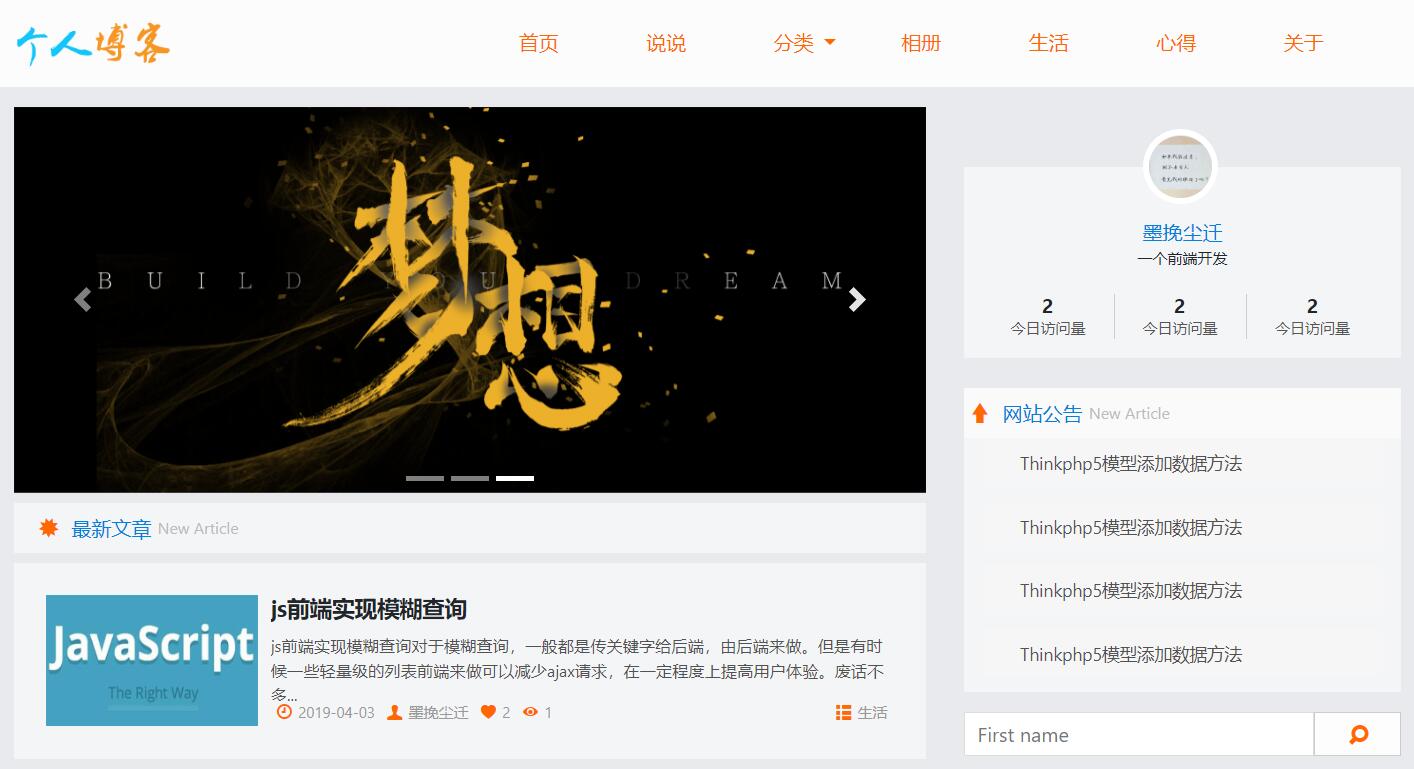 个人博客
首页 说说 分类 相册 生活 心得 关于
BUILD YOUR DREAM
梦想
最新文章 New Article
JavaScript
The Right Way
js前端实现模糊查询
js前端实现模糊查询对于模糊查询，一般都是传关键字给后端，由后端来做。但是有时
候一些轻量级的列表前端来做可以减少ajax请求，在一定程度上提高用户体验。废话不
多...
2019-04-03 墨挽尘迁 2 1 生活
墨挽尘迁
一个前端开发
2 2 2
今日访问量 今日访问量 今日访问量
网站公告 New Article
Thinkphp5模型添加数据方法
Thinkphp5模型添加数据方法
Thinkphp5模型添加数据方法
Thinkphp5模型添加数据方法
First name